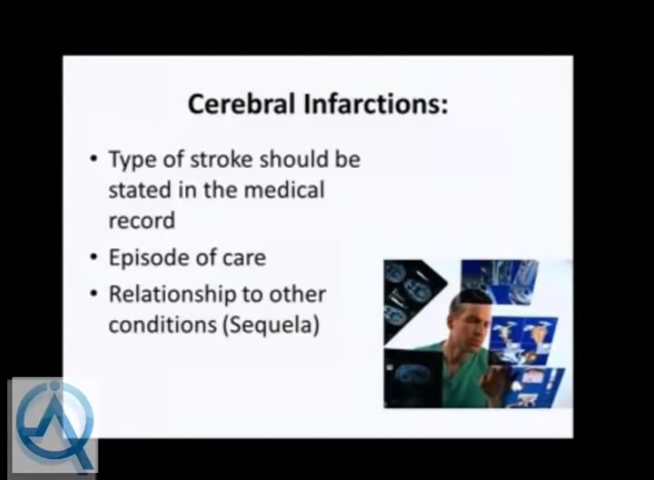 Cerebral Infarctions:
• Type of stroke should be
stated in the medical
record
• Episode of care
• Relationship to other
conditions (Sequela)